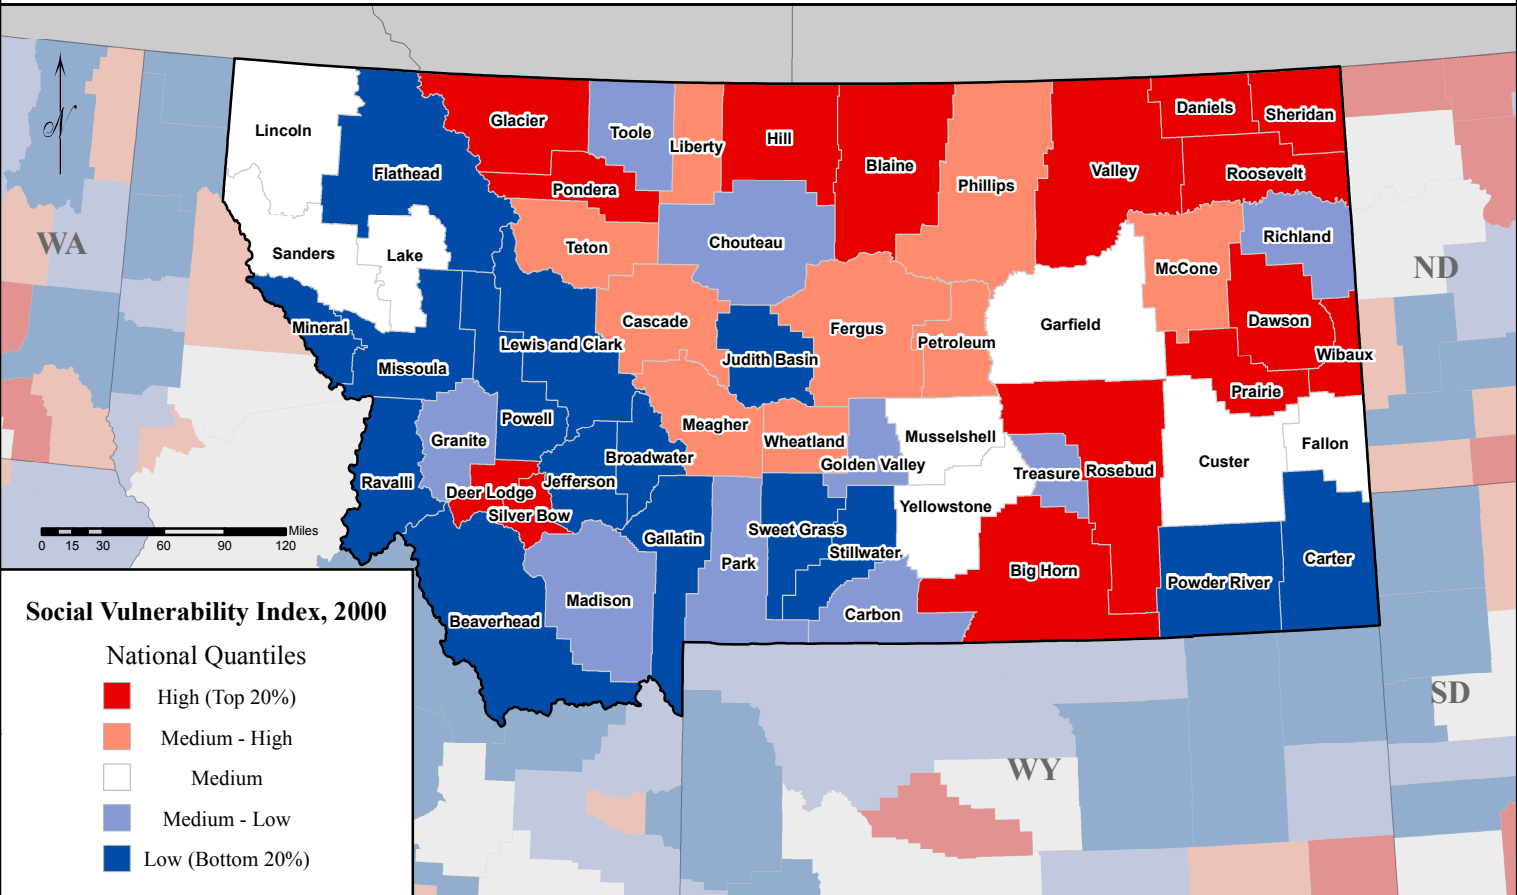 N
Lincoln
Flathead
Glacier
Toole
Liberty
Hill
Blaine
Phillips
Valley
Daniels
Sheridan
Roosevelt
Pondera
Sanders
Lake
Teton
Chouteau
McCone
Richland
WA
ND
Mineral
Missoula
Lewis and Clark
Cascade
Judith Basin
Fergus
Petroleum
Garfield
Dawson
Wibaux
Prairie
Granite
Powell
Meagher
Wheatland
Golden Valley
Musselshell
Treasure
Rosebud
Custer
Fallon
Ravalli
Deer Lodge
Silver Bow
Jefferson
Broadwater
Yellowstone
Gallatin
Park
Sweet Grass
Stillwater
Big Horn
Powder River
Carter
Beaverhead
Madison
Carbon
Miles
0 15 30 60 90 120
SD
WY
Social Vulnerability Index, 2000
National Quantiles
High (Top 20%)
Medium - High
Medium
Medium - Low
Low (Bottom 20%)